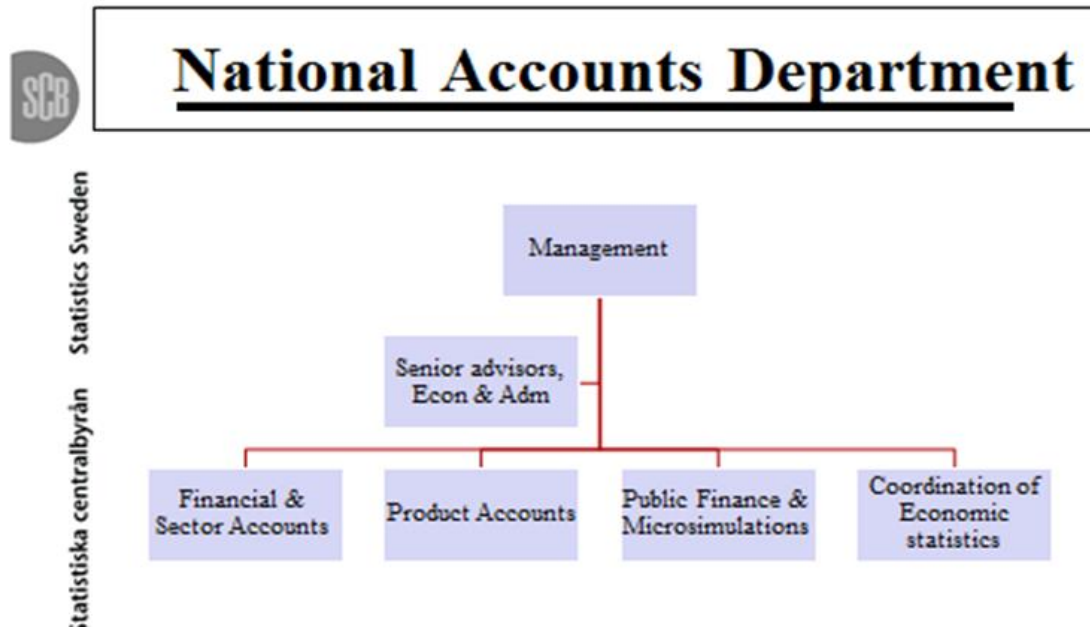 National Accounts Department
SCB
Statistics Sweden
Statistiska centralbyrån
Management
Senior advisors,
Econ & Adm
Financial &
Sector Accounts
Product Accounts
Public Finance &
Microsimulations
Coordination of
Economic
statistics